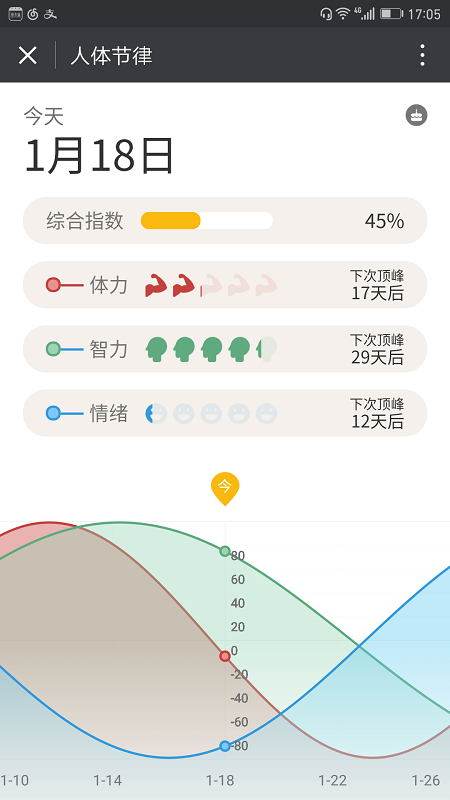 4G 17:05
人体节律
今天
1月18日
综合指数 45%
体力 下次顶峰
17天后
智力 下次顶峰
29天后
情绪 下次顶峰
12天后
今
80
60
40
20
0
-20
-40
-60
-80
1-10 1-14 1-18 1-22 1-26